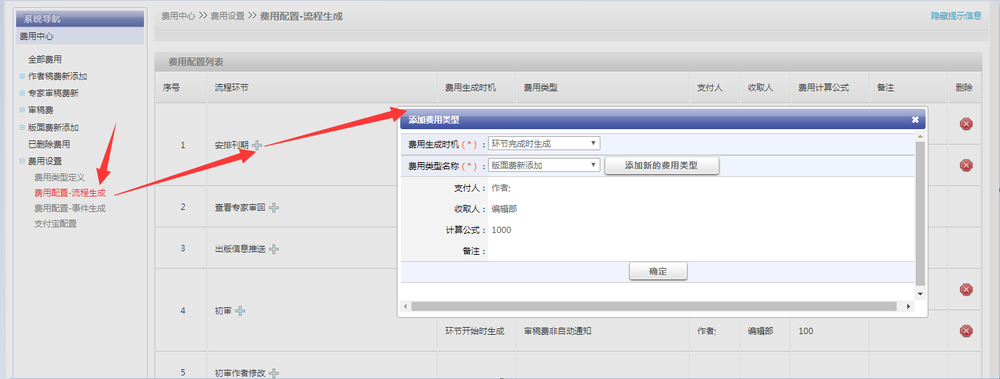 系统导航
费用中心
全部费用
作者稿费新添加
专家审稿费新
审稿费
版面费新添加
已删除费用
费用设置
费用类型定义
费用配置-流程生成
费用配置-事件生成
支付宝配置
费用中心 >> 费用设置 >> 费用配置-流程生成
隐藏提示信息
费用配置列表
序号 流程环节 费用生成时机 费用类型 支付人 收取人 费用计算公式 备注 删除
1 安排刊期
2 查看专家审回
3 出版信息推送
4 初审
环节开始时生成 审稿费非自动通知 作者; 编辑部 100
5 初审作者修改
添加费用类型
费用生成时机 ( * ) : 环节完成时生成
费用类型名称 ( * ) : 版面费新添加 添加新的费用类型
支付人 : 作者;
收取人 : 编辑部
计算公式 : 1000
备注 :
确定